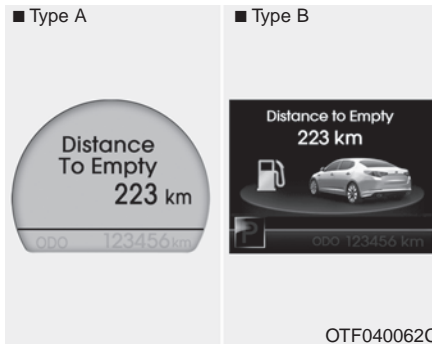 ■ Type A
Distance
To Empty
223 km
ODO 123456 km
■ Type B
Distance to Empty
223 km
P
ODO 123456 km
OTF040062C